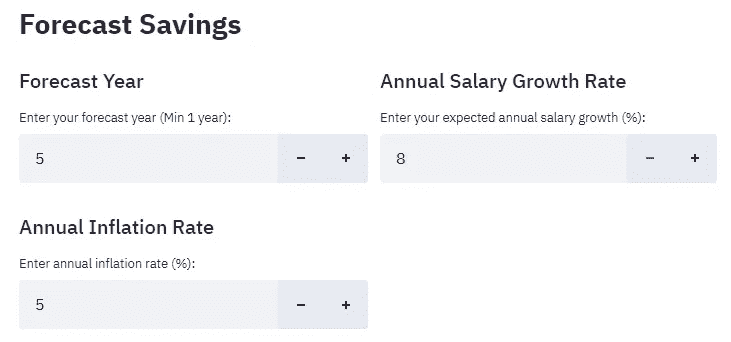 Forecast Savings
Forecast Year
Enter your forecast year (Min 1 year):
5 − +
Annual Salary Growth Rate
Enter your expected annual salary growth (%):
8 − +
Annual Inflation Rate
Enter annual inflation rate (%):
5 − +